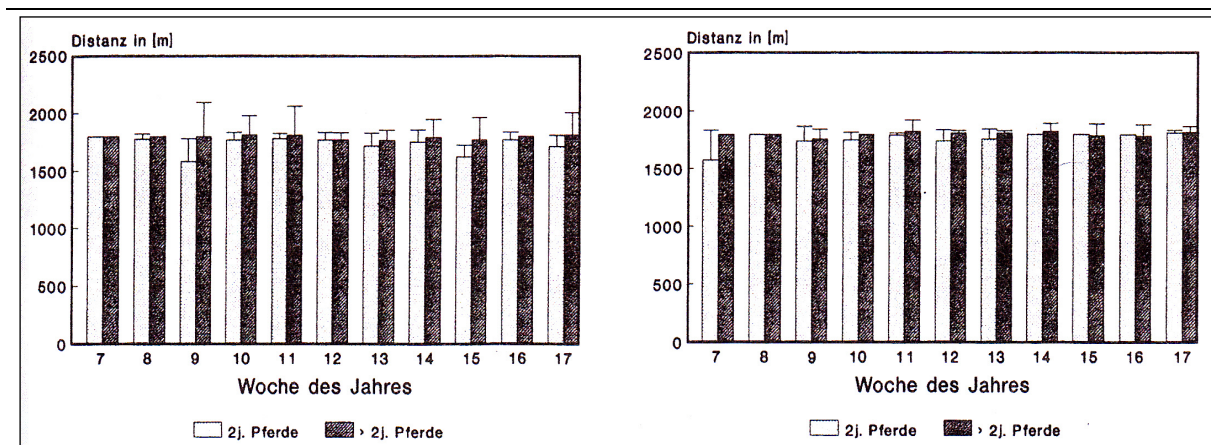 Distanz in [m]
2500
2000
1500
1000
500
0
7 8 9 10 11 12 13 14 15 16 17
Woche des Jahres
2j. Pferde › 2j. Pferde
Distanz in [m]
2500
2000
1500
1000
500
0
7 8 9 10 11 12 13 14 15 16 17
Woche des Jahres
2j. Pferde › 2j. Pferde